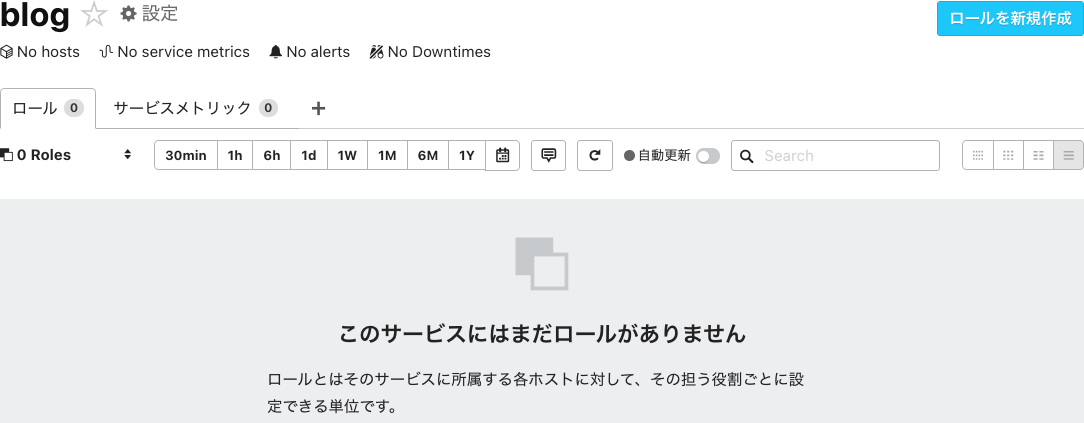 blog 設定 ロールを新規作成
No hosts No service metrics No alerts No Downtimes
ロール 0 サービスメトリック 0 +
0 Roles 30min 1h 6h 1d 1W 1M 6M 1Y 自動更新 Search
このサービスにはまだロールがありません
ロールとはそのサービスに所属する各ホストに対して、その担う役割ごとに設
定できる単位です。